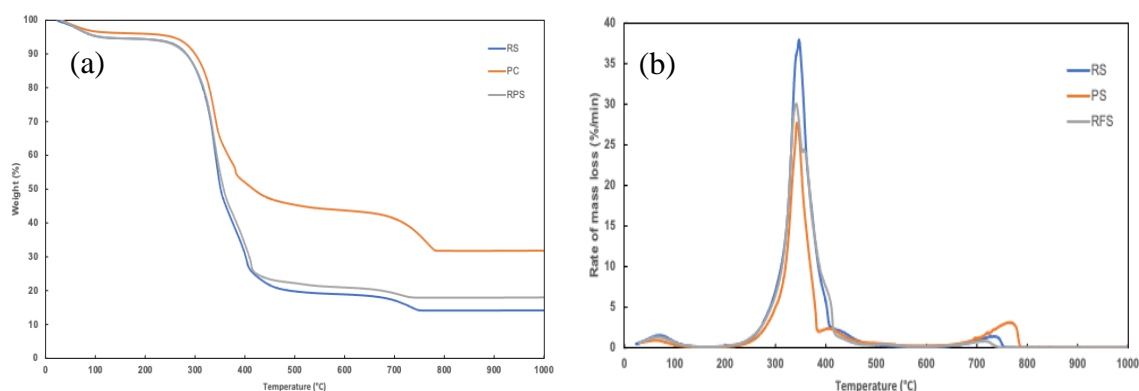 (a)
RS
PC
RPS
Weight (%)
100
90
80
70
60
50
40
30
20
10
0
0 100 200 300 400 500 600 700 800 900 1000
Temperature (°C)
(b)
RS
PS
RFS
Rate of mass loss (%/min)
40
35
30
25
20
15
10
5
0
0 100 200 300 400 500 600 700 800 900 1000
Temperature (°C)